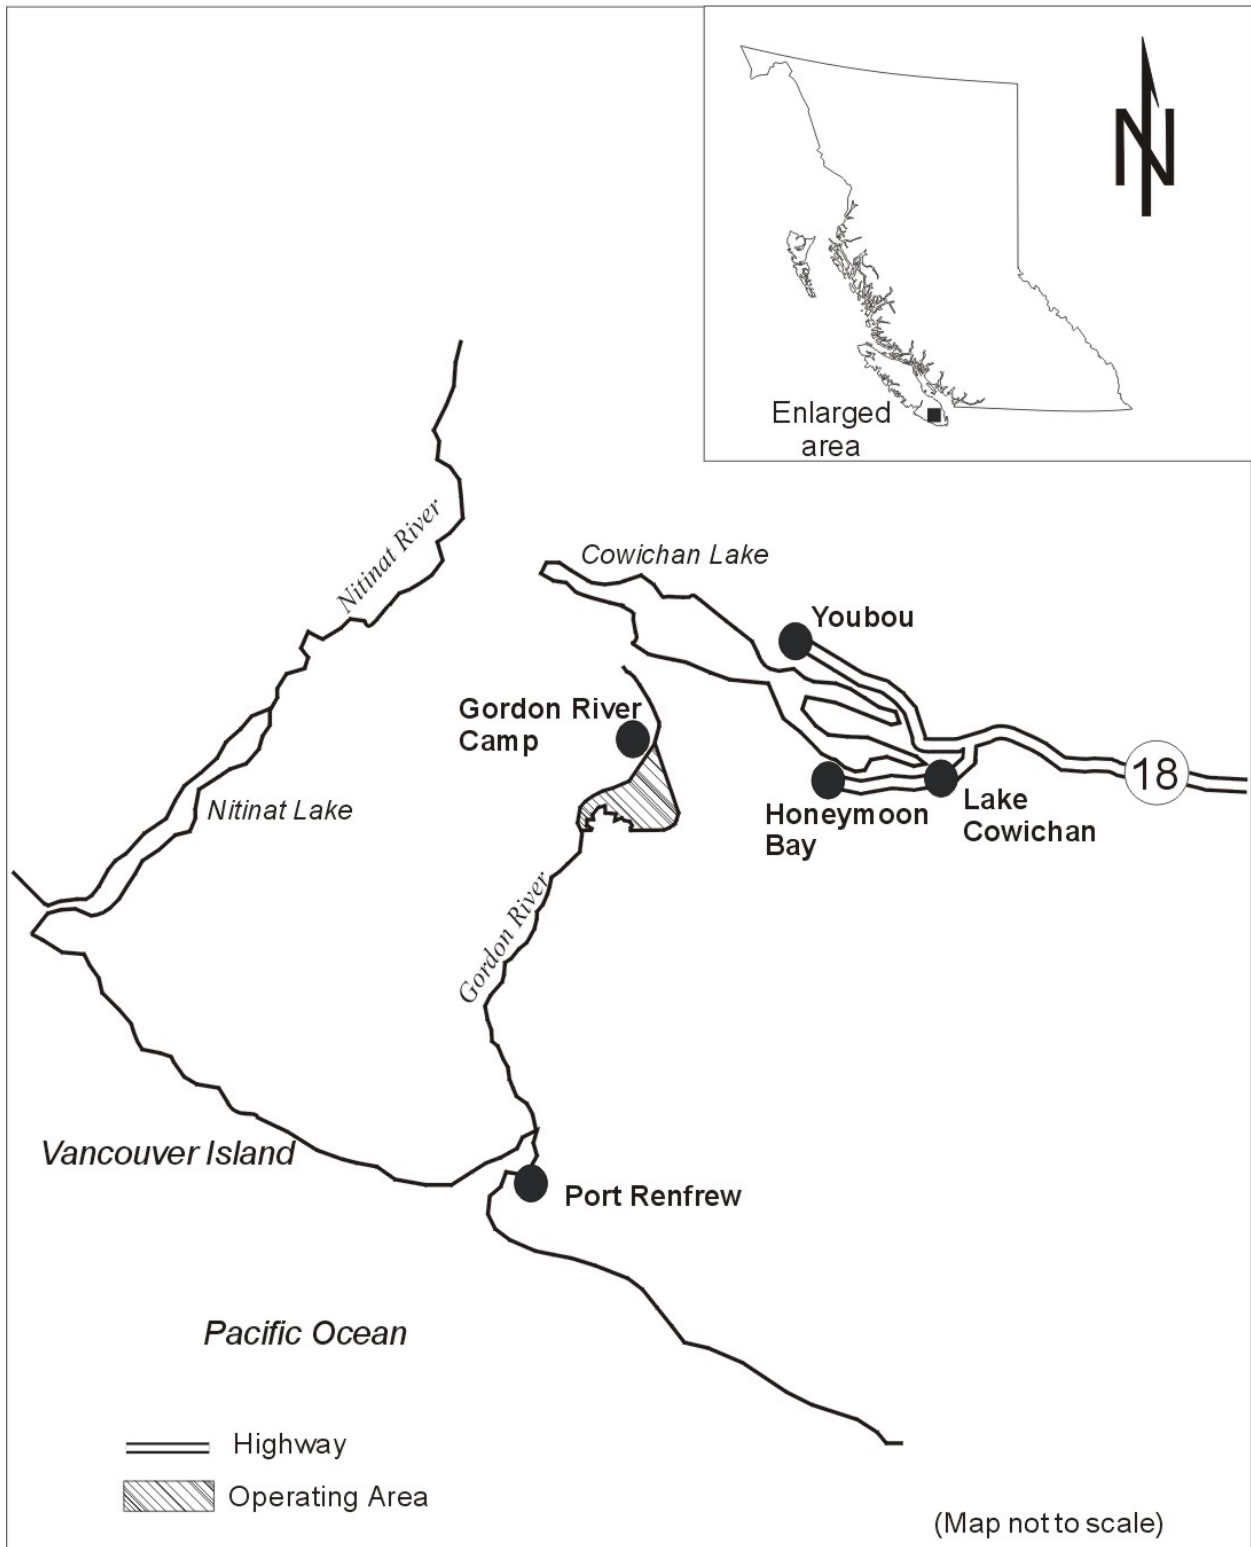 N
Enlarged
area
Nitinat River
Cowichan Lake
Youbou
Gordon River
Camp
18
Nitinat Lake
Honeymoon
Bay
Lake
Cowichan
Gordon River
Vancouver Island
Port Renfrew
Pacific Ocean
Highway
Operating Area
(Map not to scale)